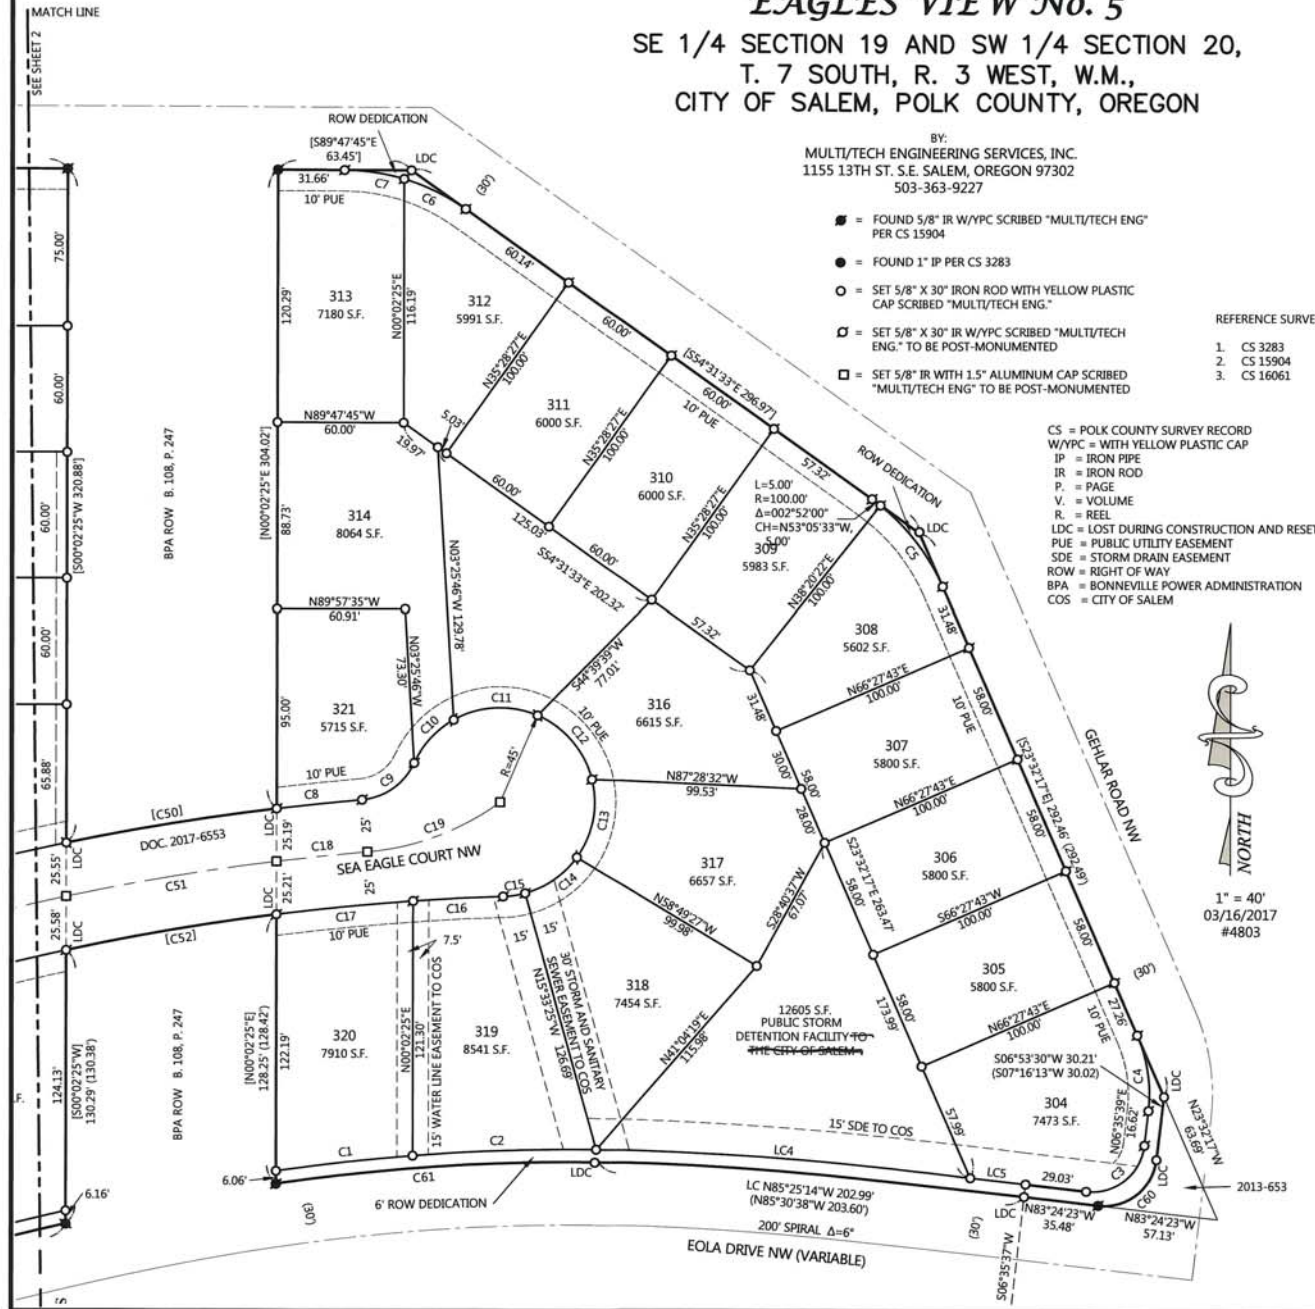 EAGLES VIEW No. 5
SE 1/4 SECTION 19 AND SW 1/4 SECTION 20,
T. 7 SOUTH, R. 3 WEST, W.M.,
CITY OF SALEM, POLK COUNTY, OREGON
BY:
MULTI/TECH ENGINEERING SERVICES, INC.
1155 13TH ST. S.E. SALEM, OREGON 97302
503-363-9227
= FOUND 5/8" IR W/YPC SCRIBED "MULTI/TECH ENG"
PER CS 15904
= FOUND 1" IP PER CS 3283
= SET 5/8" X 30" IRON ROD WITH YELLOW PLASTIC
CAP SCRIBED "MULTI/TECH ENG."
= SET 5/8" X 30" IR W/YPC SCRIBED "MULTI/TECH
ENG." TO BE POST-MONUMENTED
= SET 5/8" IR WITH 1.5" ALUMINUM CAP SCRIBED
"MULTI/TECH ENG" TO BE POST-MONUMENTED
REFERENCE SURVE
1. CS 3283
2. CS 15904
3. CS 16061
CS = POLK COUNTY SURVEY RECORD
W/YPC = WITH YELLOW PLASTIC CAP
IP = IRON PIPE
IR = IRON ROD
P. = PAGE
V. = VOLUME
R. = REEL
LDC = LOST DURING CONSTRUCTION AND RESET
PUE = PUBLIC UTILITY EASEMENT
SDE = STORM DRAIN EASEMENT
ROW = RIGHT OF WAY
BPA = BONNEVILLE POWER ADMINISTRATION
COS = CITY OF SALEM
NORTH
1" = 40'
03/16/2017
#4803
MATCH LINE
SEE SHEET 2
ROW DEDICATION
[S89°47'45"E
63.45']
LDC
31.66'
C7
C6
(30')
10' PUE
75.00'
60.14'
120.29'
313
7180 S.F.
N00°02'25"E
116.19'
312
5991 S.F.
60.00'
[S54°31'33"E 296.97']
60.00'
10' PUE
N35°28'27"E
100.00'
60.00'
N89°47'45"W
60.00'
5.03'
19.97'
311
6000 S.F.
N35°28'27"E
100.00'
57.32'
ROW DEDICATION
BPA ROW B. 108, P. 247
[S00°02'25"W 320.88']
[N00°02'25"E 304.02']
60.00'
310
6000 S.F.
L=5.00'
R=100.00'
Δ=002°52'00"
CH=N53°05'33"W,
5.00'
LDC
60.00'
88.73'
314
8064 S.F.
125.03'
N35°28'27"E
100.00'
309
5983 S.F.
C5
S54°31'33"E 202.32'
60.00'
N38°20'22"E
100.00'
N03°25'46"W 129.78'
31.48'
N89°57'35"W
60.91'
57.32'
308
5602 S.F.
60.00'
N03°25'46"W
73.30'
S44°39'39"W
77.01'
N66°27'43"E
100.00'
58.00'
10' PUE
95.00'
321
5715 S.F.
C10
C11
10' PUE
C12
316
6615 S.F.
31.48'
307
5800 S.F.
[S23°32'17"E] 292.46' (292.49')
GEHLAR ROAD NW
65.88'
10' PUE
C9
R=45'
N87°28'32"W
99.53'
30.00'
58.00'
28.00'
N66°27'43"E
100.00'
58.00'
[C50]
DOC. 2017-6553
LDC
C8
25.19'
25'
C19
C18
C13
306
5800 S.F.
LDC
25.55'
C51
SEA EAGLE COURT NW
25'
317
6657 S.F.
S23°32'17"E 263.47'
58.00'
S66°27'43"W
100.00'
58.00'
LDC
25.21'
C15
C14
S28°40'37"W
67.07'
LDC
25.58'
[C52]
C17
10' PUE
C16
N58°49'27"W
99.98'
7.5'
15'
15'
305
5800 S.F.
(30')
30' STORM AND SANITARY
SEWER EASEMENT TO COS
N15°33'25"W 126.69'
318
7454 S.F.
12605 S.F.
PUBLIC STORM
DETENTION FACILITY TO
THE CITY OF SALEM
58.00'
173.99'
N66°27'43"E
100.00'
27.26'
10' PUE
BPA ROW B. 108, P. 247
[N00°02'25"E]
128.25' (128.42')
122.19'
320
7910 S.F.
N00°02'25"E
121.30'
15' WATER LINE EASEMENT TO COS
319
8541 S.F.
N41°04'19"E
115.98'
S06°53'30"W 30.21'
(S07°16'13"W 30.02)
C4
LDC
F.
124.13'
[S00°02'25"W]
130.29' (130.38')
304
7473 S.F.
N06°35'39"E
16.62'
N23°32'17"W
63.69'
57.99'
15' SDE TO COS
C1
C2
LC4
LC5
29.03'
C3
6.06'
C61
LDC
6' ROW DEDICATION
LC N85°25'14"W 202.99'
(N85°30'38"W 203.60')
LDC
N83°24'23"W
35.48'
C60
N83°24'23"W
57.13'
2013-653
6.16'
(30')
200' SPIRAL Δ=6°
(30')
EOLA DRIVE NW (VARIABLE)
S06°35'37"W